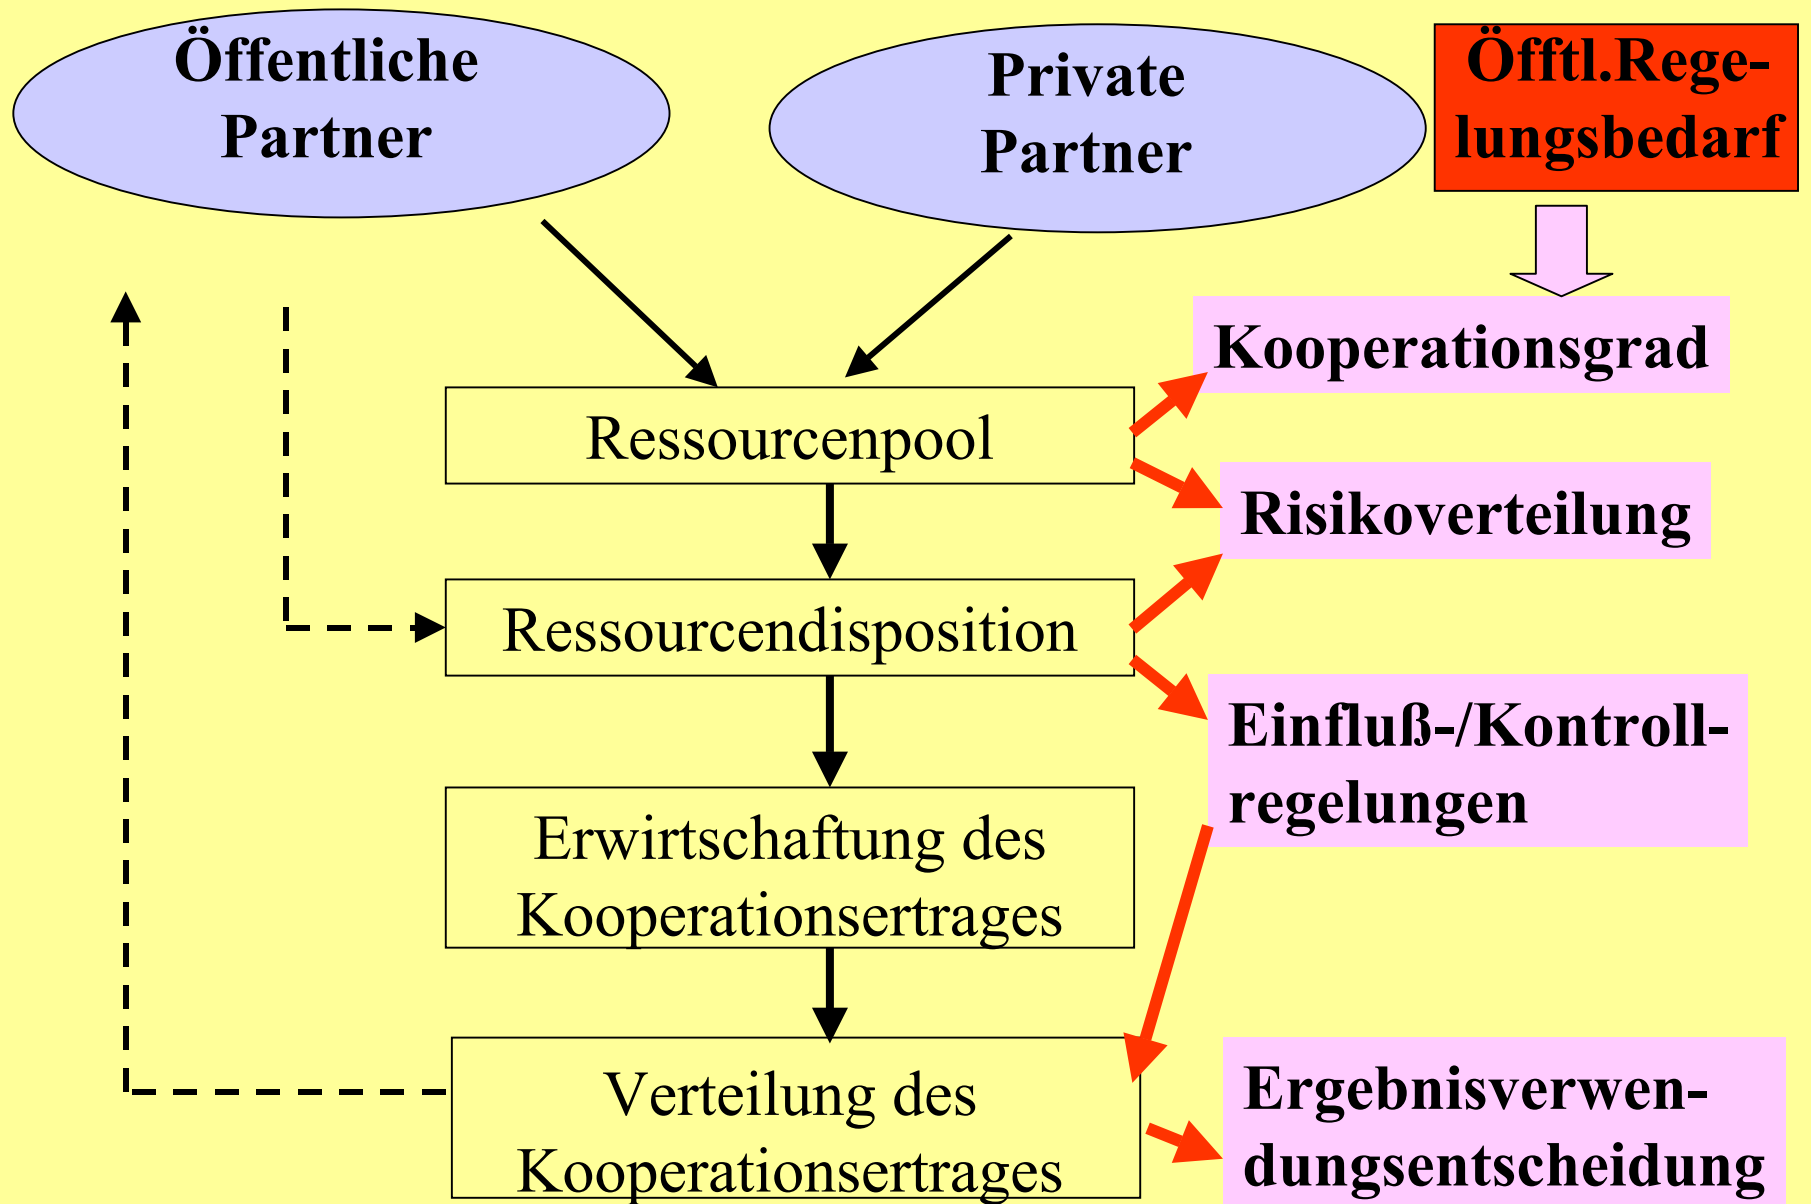 Öffentliche
Partner
Private
Partner
Öfftl.Rege-
lungsbedarf
Kooperationsgrad
Ressourcenpool
Risikoverteilung
Ressourcendisposition
Einfluß-/Kontroll-
regelungen
Erwirtschaftung des
Kooperationsertrages
Verteilung des
Kooperationsertrages
Ergebnisverwen-
dungsentscheidung